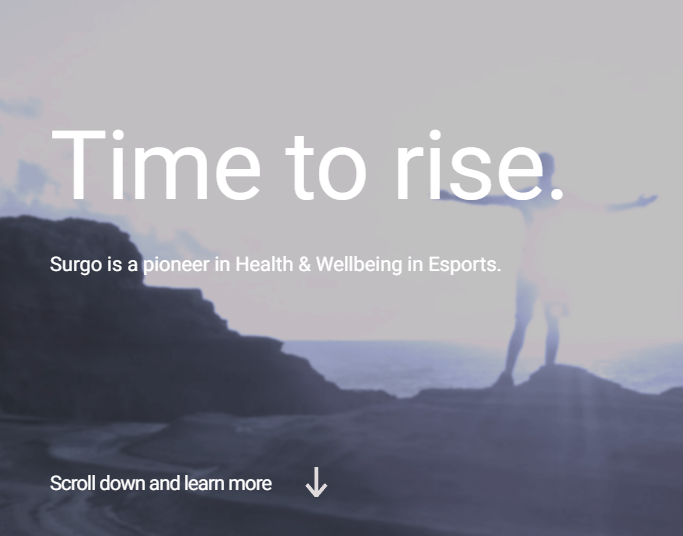 Time to rise.
Surgo is a pioneer in Health & Wellbeing in Esports.
Scroll down and learn more